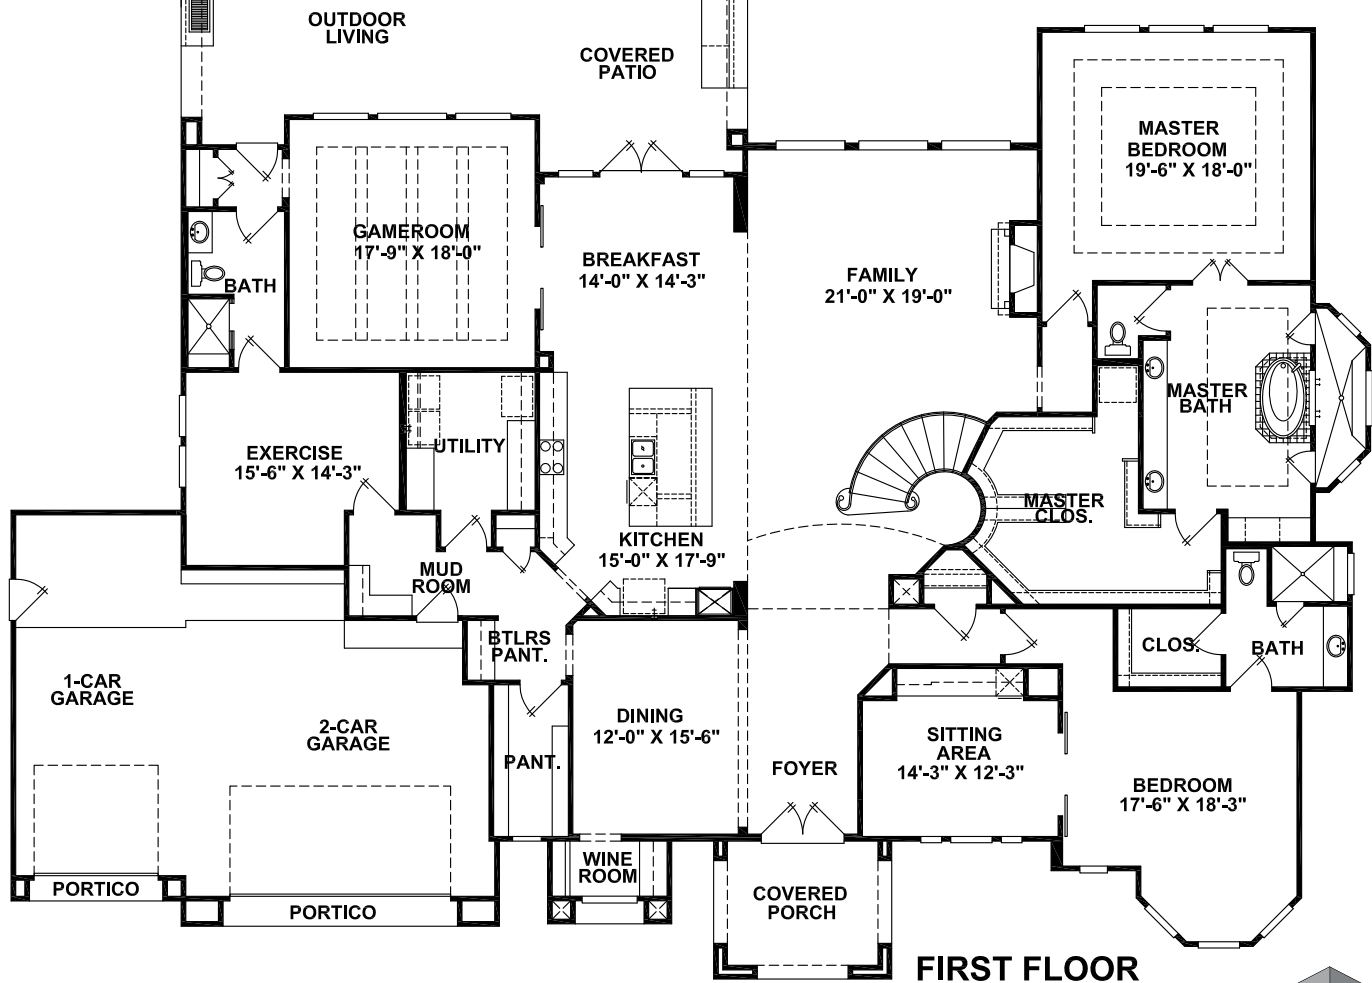 OUTDOOR
LIVING
COVERED
PATIO
MASTER
BEDROOM
19'-6" X 18'-0"
GAMEROOM
17'-9" X 18'-0"
BREAKFAST
14'-0" X 14'-3"
FAMILY
21'-0" X 19'-0"
BATH
MASTER
BATH
EXERCISE
15'-6" X 14'-3"
UTILITY
MASTER
CLOS.
KITCHEN
15'-0" X 17'-9"
MUD
ROOM
BTLRS
PANT.
CLOS.
BATH
1-CAR
GARAGE
2-CAR
GARAGE
DINING
12'-0" X 15'-6"
SITTING
AREA
14'-3" X 12'-3"
PANT.
FOYER
BEDROOM
17'-6" X 18'-3"
WINE
ROOM
PORTICO
PORTICO
COVERED
PORCH
FIRST FLOOR